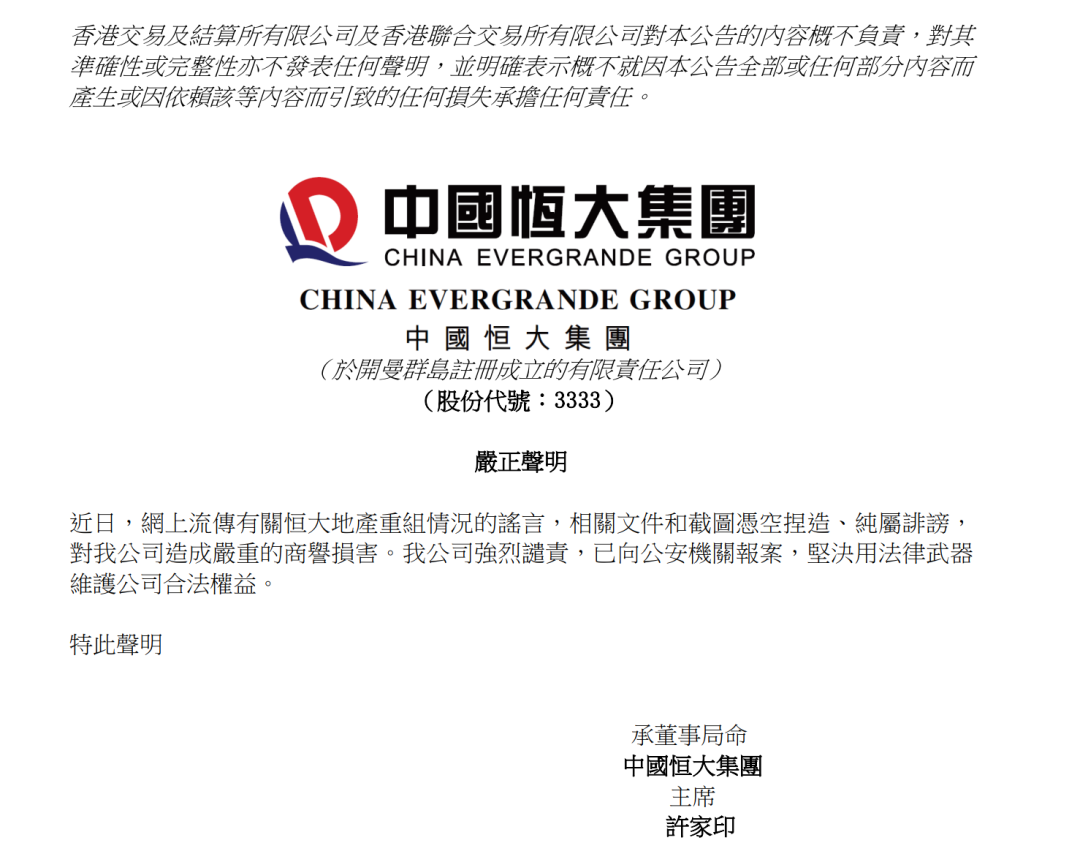 香港交易及結算所有限公司及香港聯合交易所有限公司對本公告的內容概不負責，對其
準確性或完整性亦不發表任何聲明，並明確表示概不就因本公告全部或任何部分內容而
產生或因依賴該等內容而引致的任何損失承擔任何責任。
中國恆大集團
CHINA EVERGRANDE GROUP
CHINA EVERGRANDE GROUP
中國恒大集團
（於開曼群島註冊成立的有限責任公司）
（股份代號：3333）
嚴正聲明
近日，網上流傳有關恒大地產重組情況的謠言，相關文件和截圖憑空捏造、純屬誹謗，
對我公司造成嚴重的商譽損害。我公司強烈譴責，已向公安機關報案，堅決用法律武器
維護公司合法權益。
特此聲明
承董事局命
中國恒大集團
主席
許家印